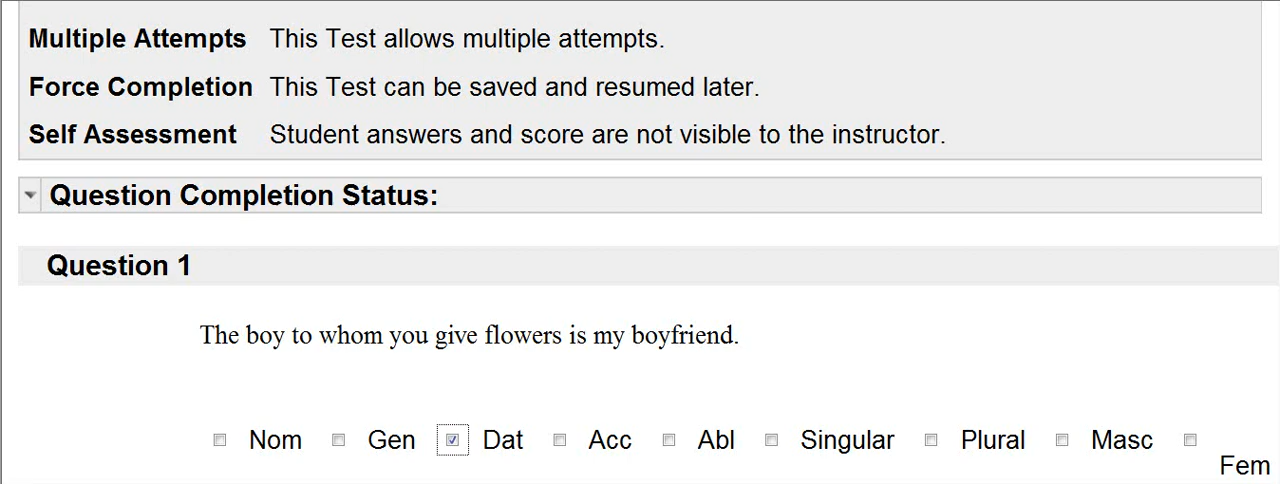 Multiple Attempts This Test allows multiple attempts.
Force Completion This Test can be saved and resumed later.
Self Assessment Student answers and score are not visible to the instructor.
Question Completion Status:
Question 1
The boy to whom you give flowers is my boyfriend.
Nom Gen Dat Acc Abl Singular Plural Masc
Fem